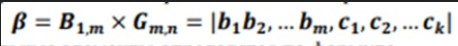 β = B₁,ₘ × Gₘ,ₙ = |b₁b₂, … bₘ, c₁, c₂, … cₖ|